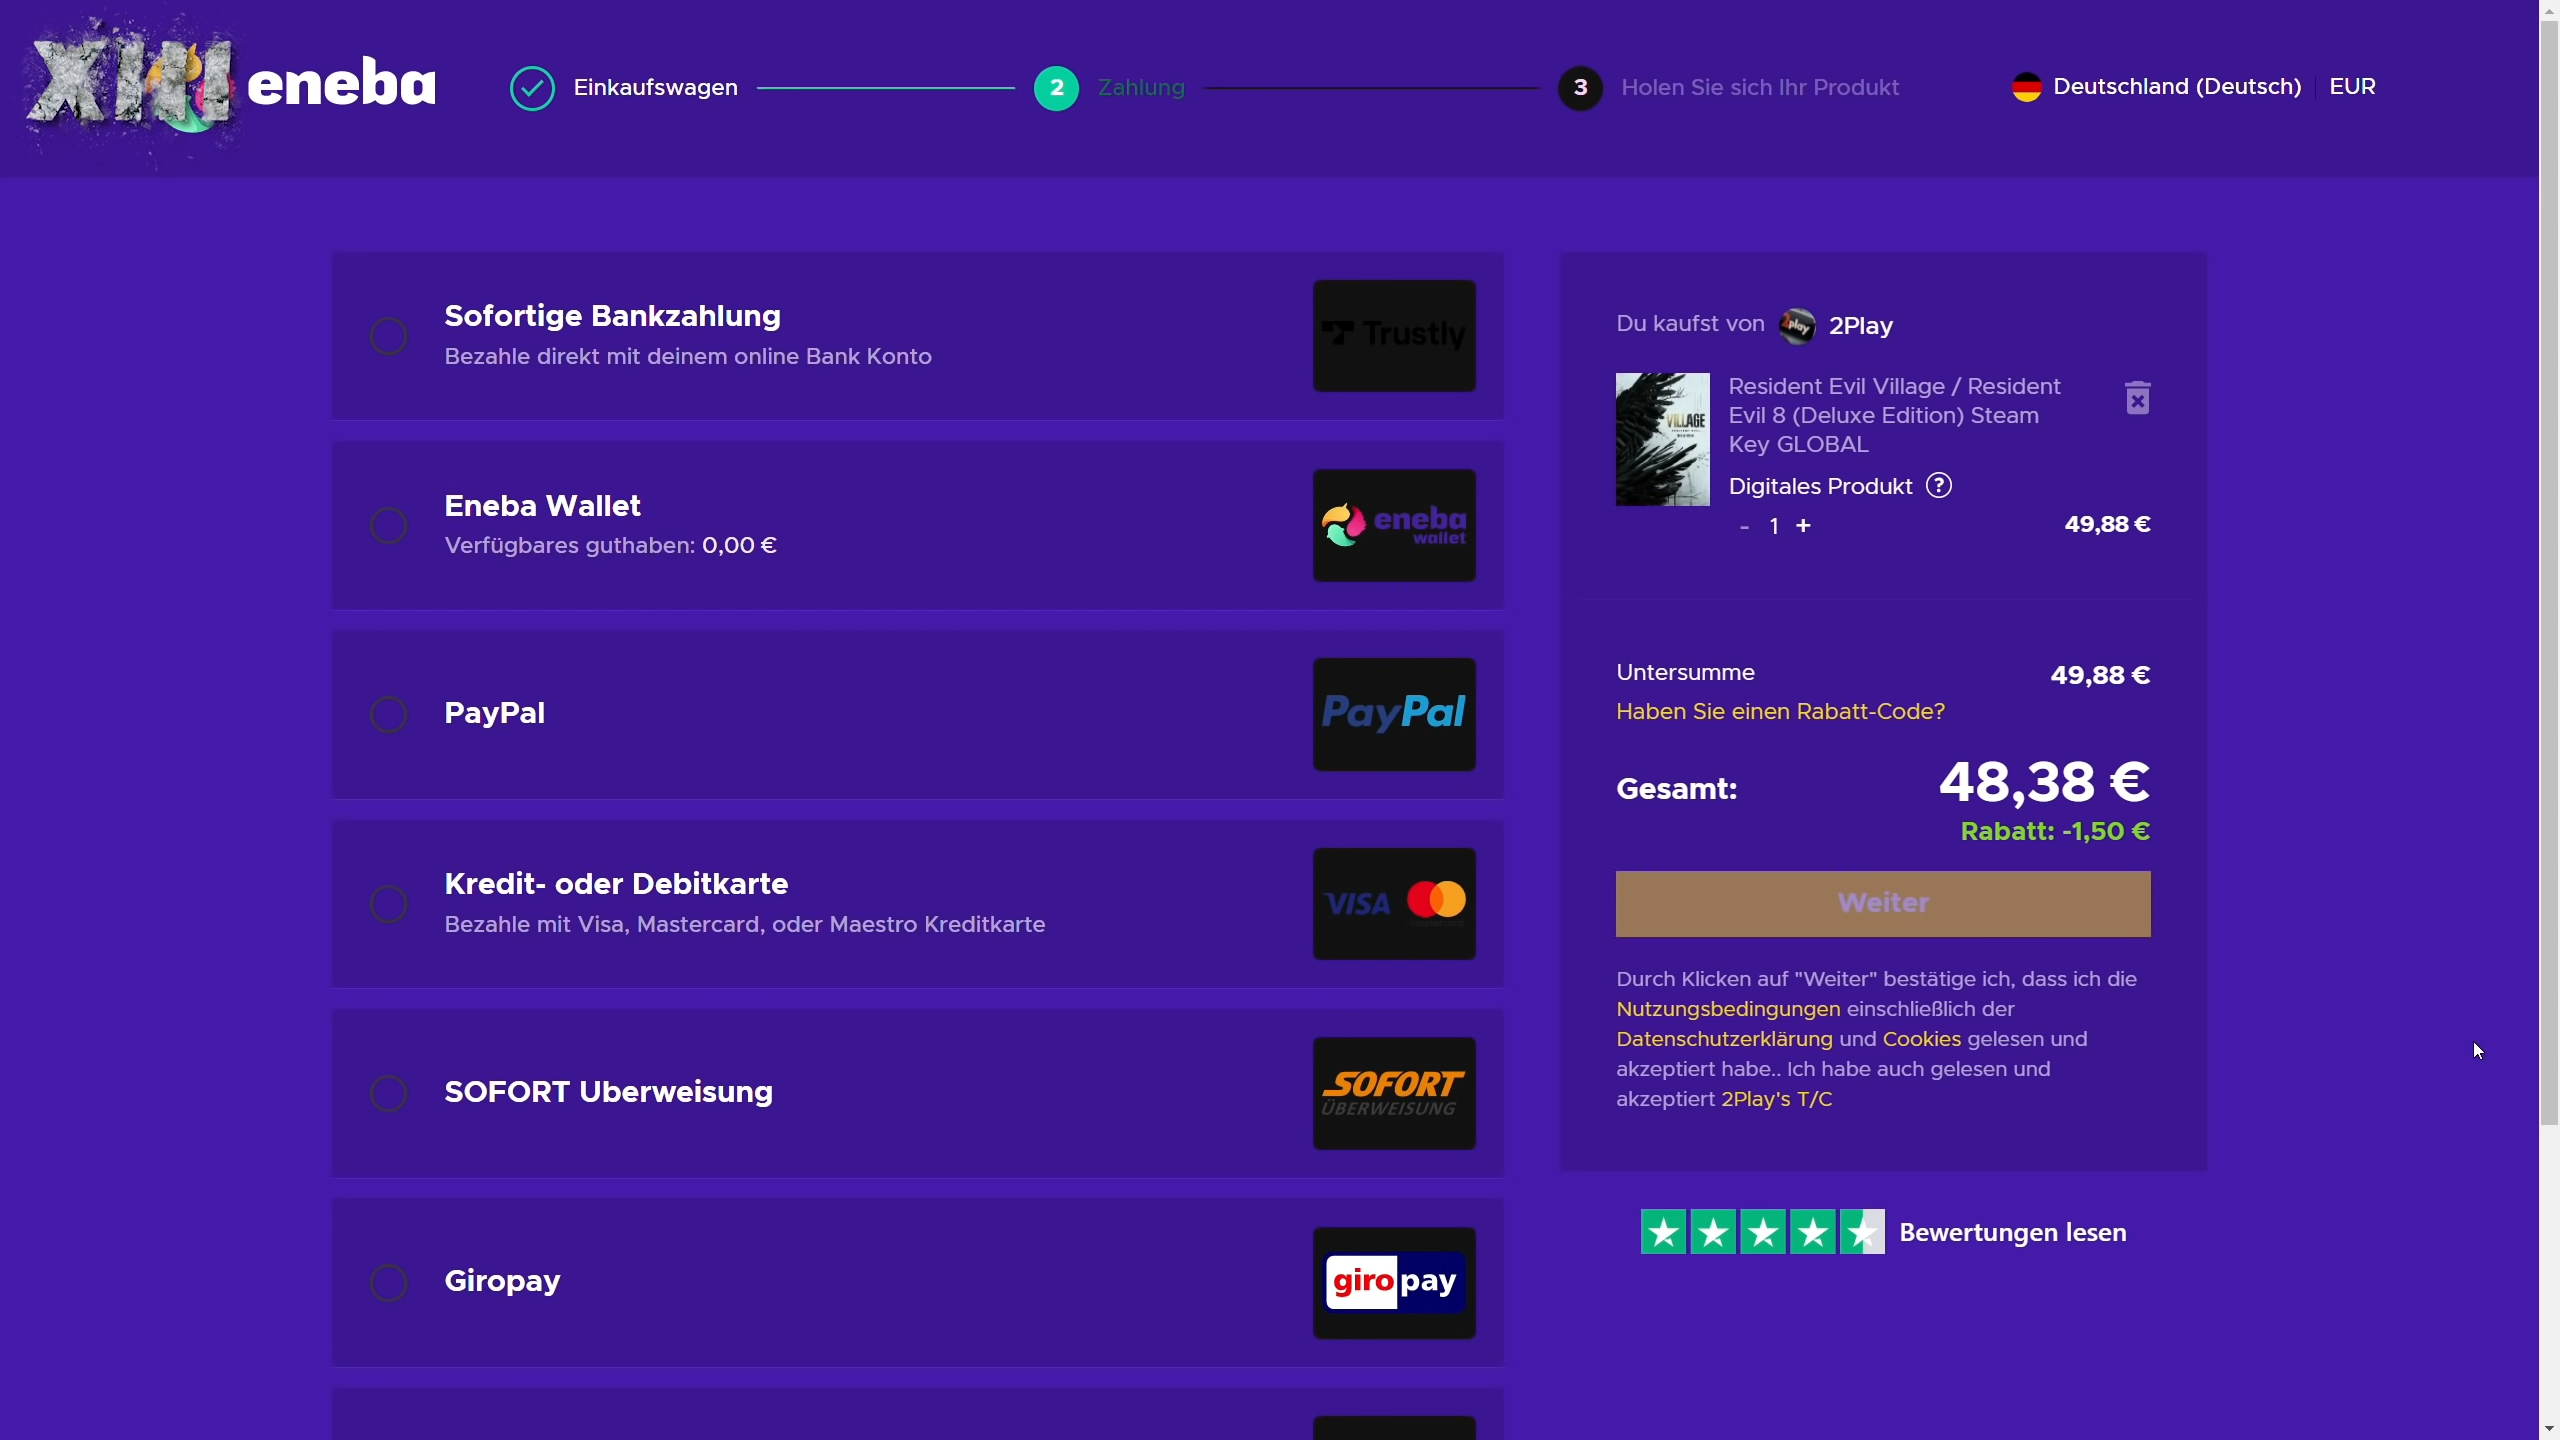 XIII
eneba
Einkaufswagen
2
Zahlung
3
Holen Sie sich Ihr Produkt
Deutschland (Deutsch)
EUR
Sofortige Bankzahlung
Bezahle direkt mit deinem online Bank Konto
Trustly
Eneba Wallet
Verfügbares guthaben: 0,00 €
eneba
wallet
PayPal
PayPal
Kredit- oder Debitkarte
Bezahle mit Visa, Mastercard, oder Maestro Kreditkarte
VISA
SOFORT Uberweisung
SOFORT
ÜBERWEISUNG
Giropay
giropay
Du kaufst von 2Play
2play
VILLAGE
Resident Evil Village / Resident
Evil 8 (Deluxe Edition) Steam
Key GLOBAL
Digitales Produkt ?
- 1 +
49,88 €
Untersumme 49,88 €
Haben Sie einen Rabatt-Code?
Gesamt: 48,38 €
Rabatt: -1,50 €
Weiter
Durch Klicken auf "Weiter" bestätige ich, dass ich die
Nutzungsbedingungen einschließlich der
Datenschutzerklärung und Cookies gelesen und
akzeptiert habe.. Ich habe auch gelesen und
akzeptiert 2Play's T/C
Bewertungen lesen